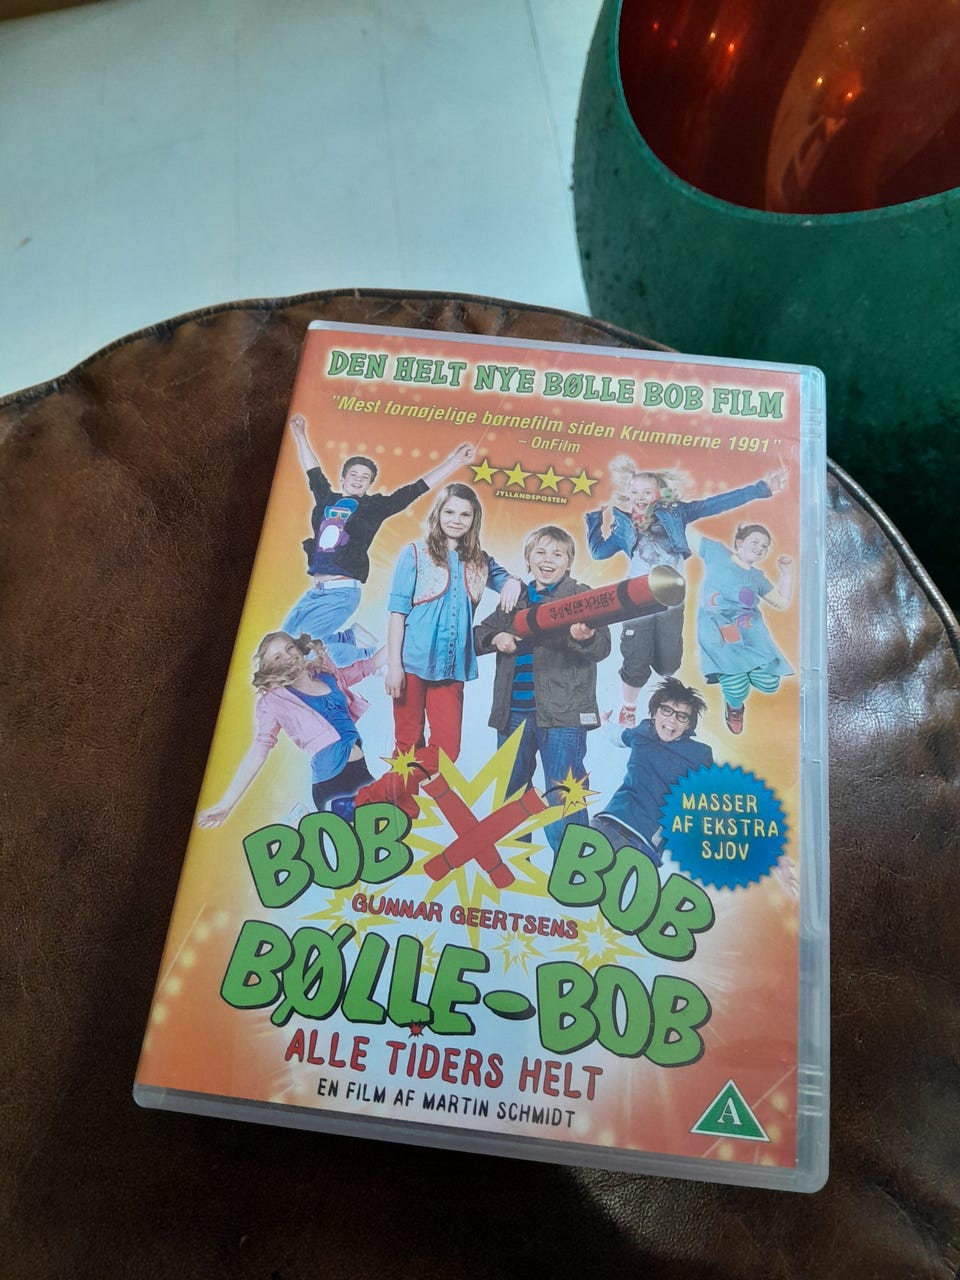 DEN HELT NYE BØLLE BOB FILM
"Mest fornøjelige børnefilm siden Krummerne 1991"
– OnFilm
JYLLANDSPOSTEN
MASSER
AF EKSTRA
SJOV
BOB BOB
GUNNAR GEERTSENS
BØLLE-BOB
ALLE TIDERS HELT
EN FILM AF MARTIN SCHMIDT
A